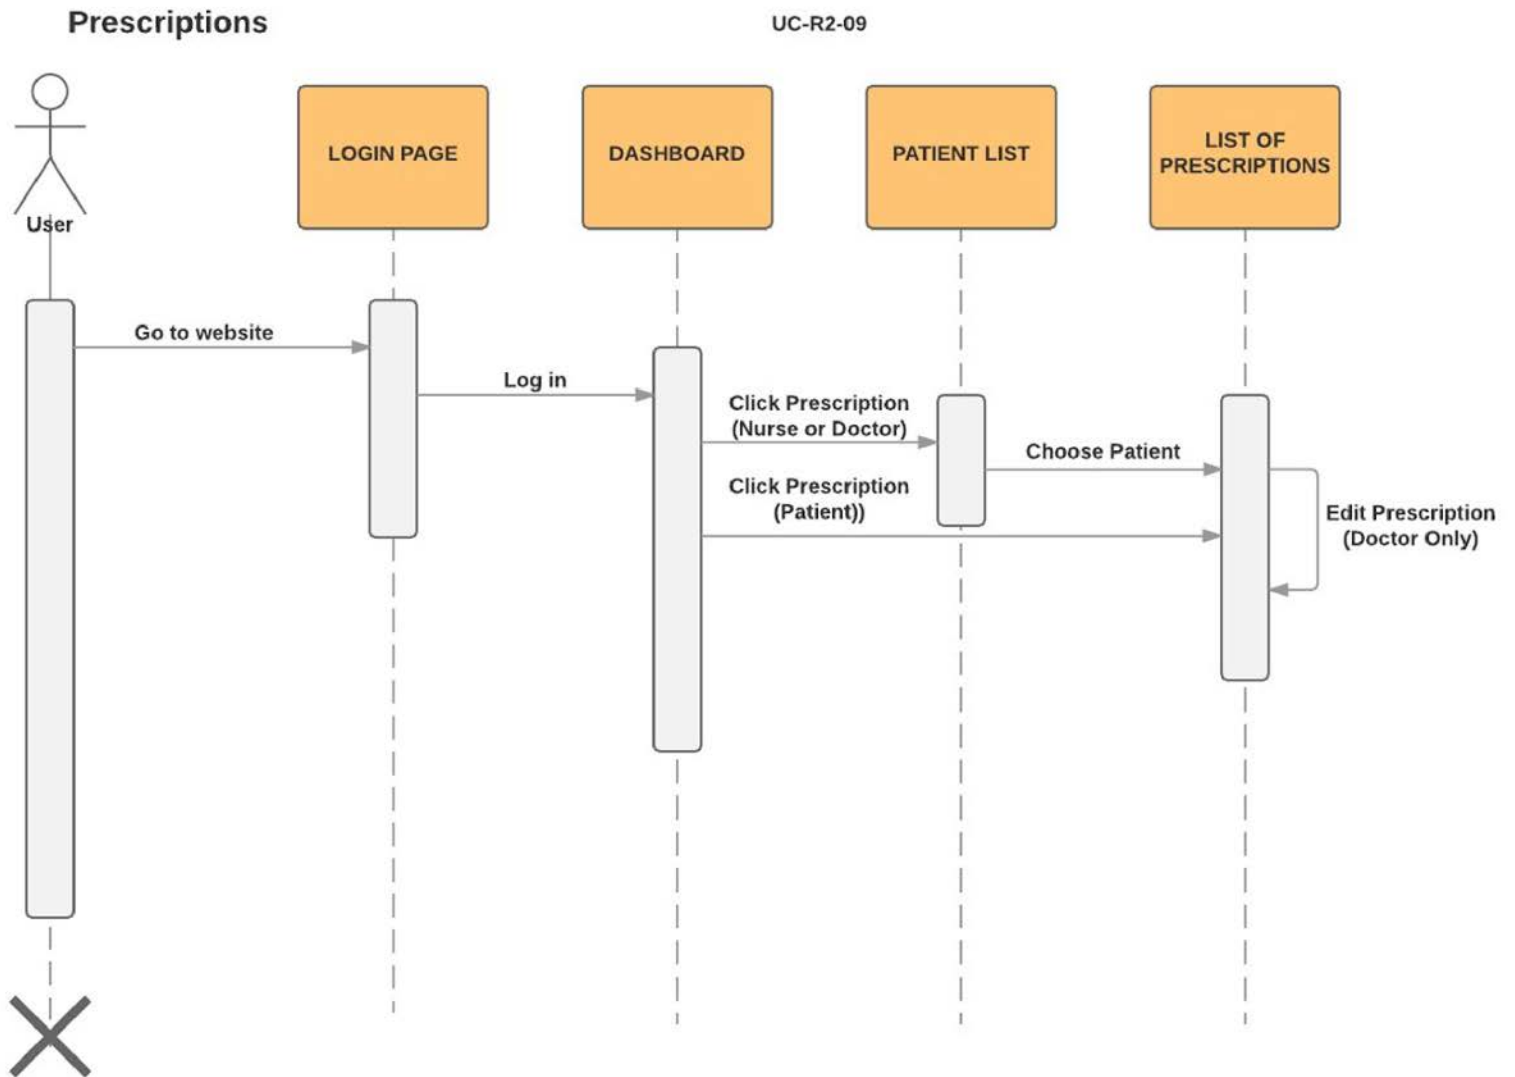 Prescriptions
UC-R2-09
User
LOGIN PAGE
DASHBOARD
PATIENT LIST
LIST OF
PRESCRIPTIONS
Go to website
Log in
Click Prescription
(Nurse or Doctor)
Choose Patient
Click Prescription
(Patient))
Edit Prescription
(Doctor Only)